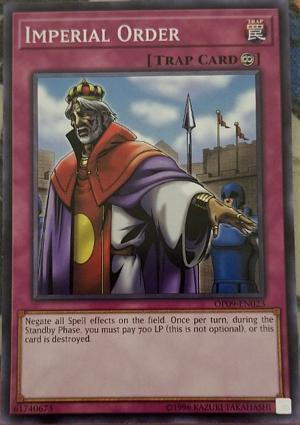 IMPERIAL ORDER
TRAP
罠
[TRAP CARD]
OP09-EN023
Negate all Spell effects on the field. Once per turn, during the
Standby Phase, you must pay 700 LP (this is not optional), or this
card is destroyed.
61740673
©1996 KAZUKI TAKAHASHI